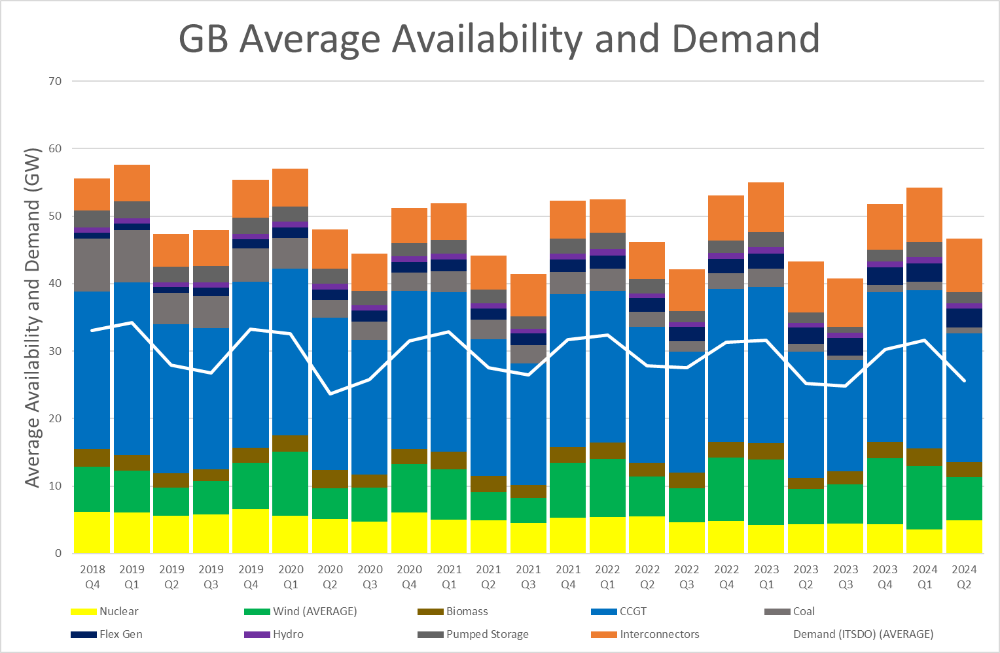 GB Average Availability and Demand
Average Availability and Demand (GW)
70
60
50
40
30
20
10
0
2018 2019 2019 2019 2019 2020 2020 2020 2020 2021 2021 2021 2021 2022 2022 2022 2022 2023 2023 2023 2023 2024 2024
Q4 Q1 Q2 Q3 Q4 Q1 Q2 Q3 Q4 Q1 Q2 Q3 Q4 Q1 Q2 Q3 Q4 Q1 Q2 Q3 Q4 Q1 Q2
Nuclear Wind (AVERAGE) Biomass CCGT Coal
Flex Gen Hydro Pumped Storage Interconnectors Demand (ITSDO) (AVERAGE)